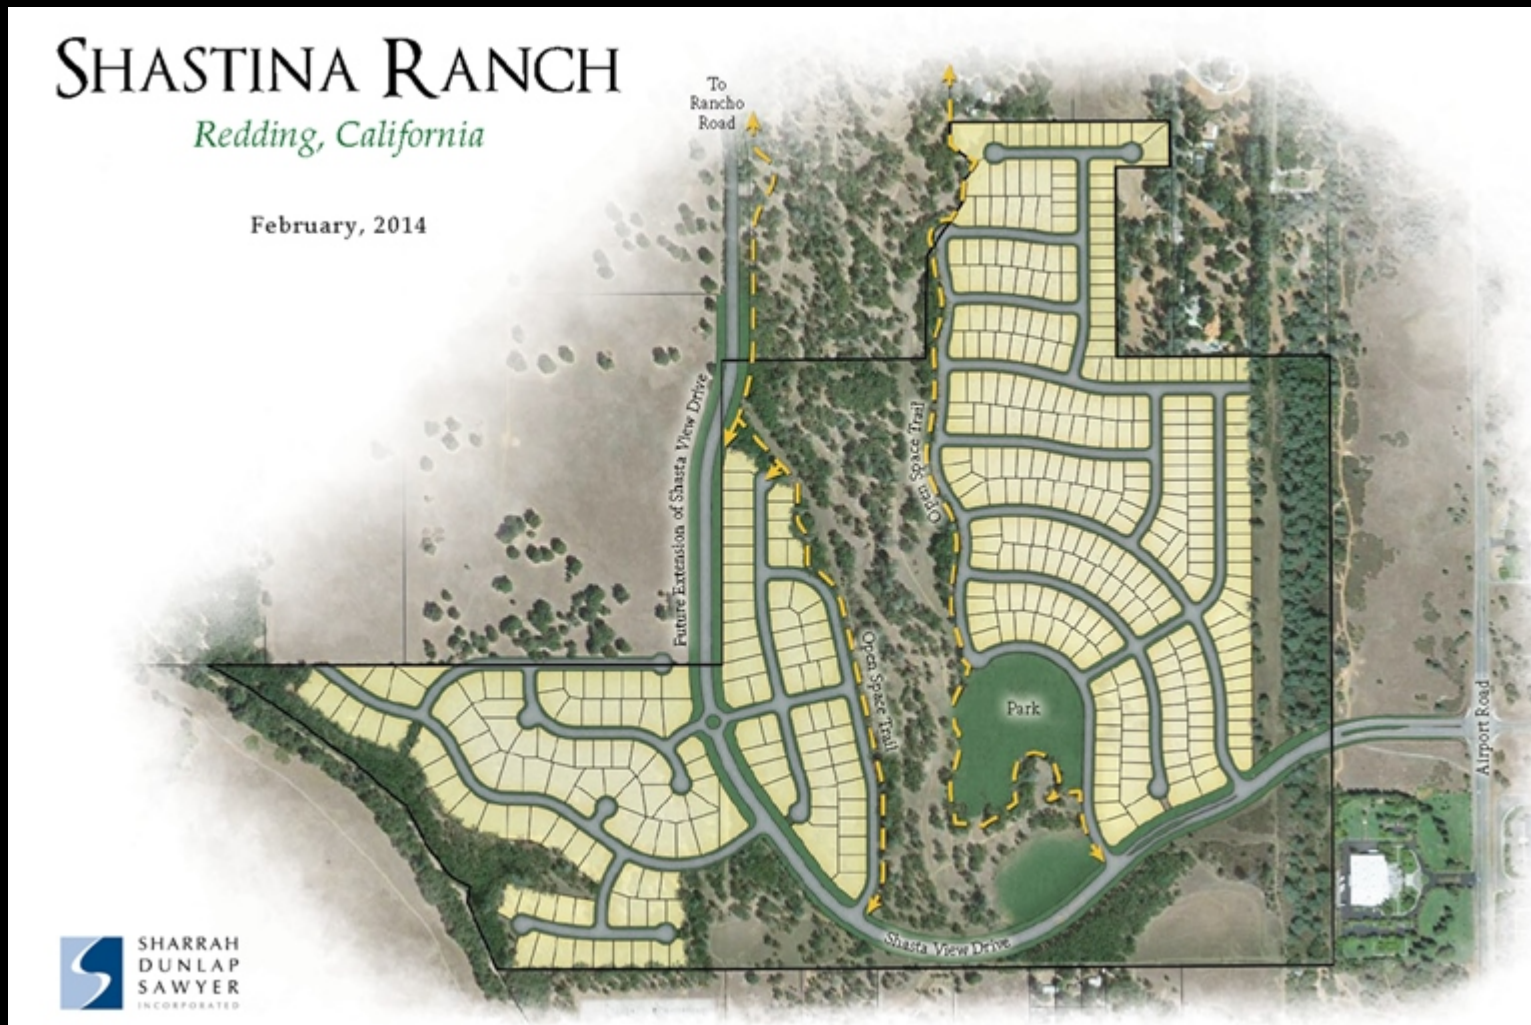 SHASTINA RANCH
Redding, California
February, 2014
To
Rancho
Road
Future Extension of Shasta View Drive
Open Space Trail
Open Space Trail
Park
Airport Road
Shasta View Drive
SHARRAH
DUNLAP
SAWYER
INCORPORATED